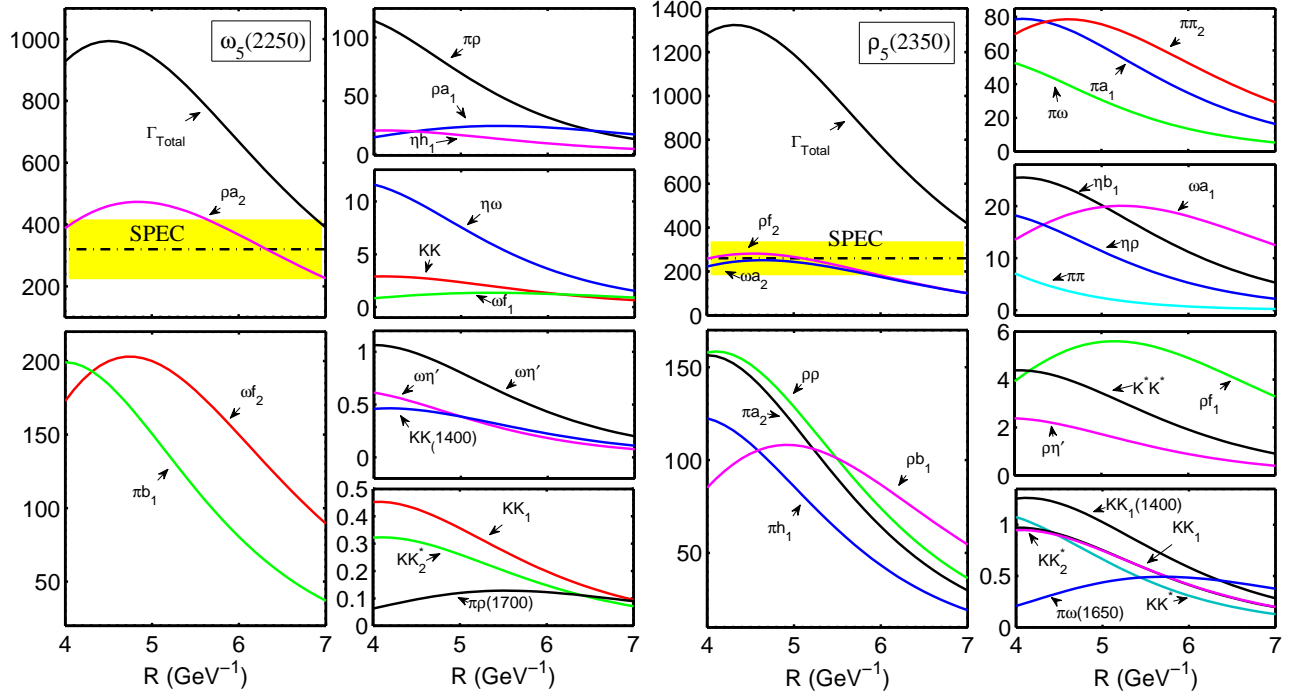 ω₅(2250)
1000
800
600
400
200
Γ_Total
ρa₂
SPEC
200
150
100
50
ωf₂
πb₁
4 5 6 7
R (GeV⁻¹)
100
50
0
πρ
ρa₁
ηh₁
10
5
0
ηω
KK
ωf₁
1
0.5
0
ωη′
ωη′
KK(1400)
0.5
0.4
0.3
0.2
0.1
0
KK₁
KK*₂
πρ(1700)
4 5 6 7
R (GeV⁻¹)
ρ₅(2350)
1400
1200
1000
800
600
400
200
0
Γ_Total
ρf₂
SPEC
ωa₂
150
100
50
ρρ
πa₂
ρb₁
πh₁
4 5 6 7
R (GeV⁻¹)
80
60
40
20
0
ππ₂
πa₁
πω
20
10
0
ηb₁
ωa₁
ηρ
ππ
6
4
2
0
K*K*
ρf₁
ρη′
1
0.5
0
KK₁(1400)
KK₁
KK*₂
πω(1650)
KK*
4 5 6 7
R (GeV⁻¹)